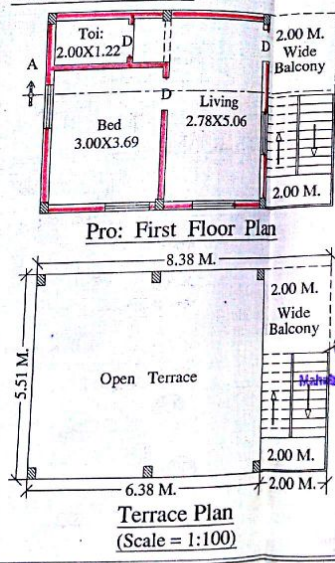 Toi:
2.00X1.22
D
D
2.00 M.
Wide
Balcony
A
D
Living
2.78X5.06
Bed
3.00X3.69
2.00 M.
Pro: First Floor Plan
8.38 M.
2.00 M.
Wide
Balcony
5.51 M.
Open Terrace
2.00 M.
6.38 M.
2.00 M.
Terrace Plan
(Scale = 1:100)